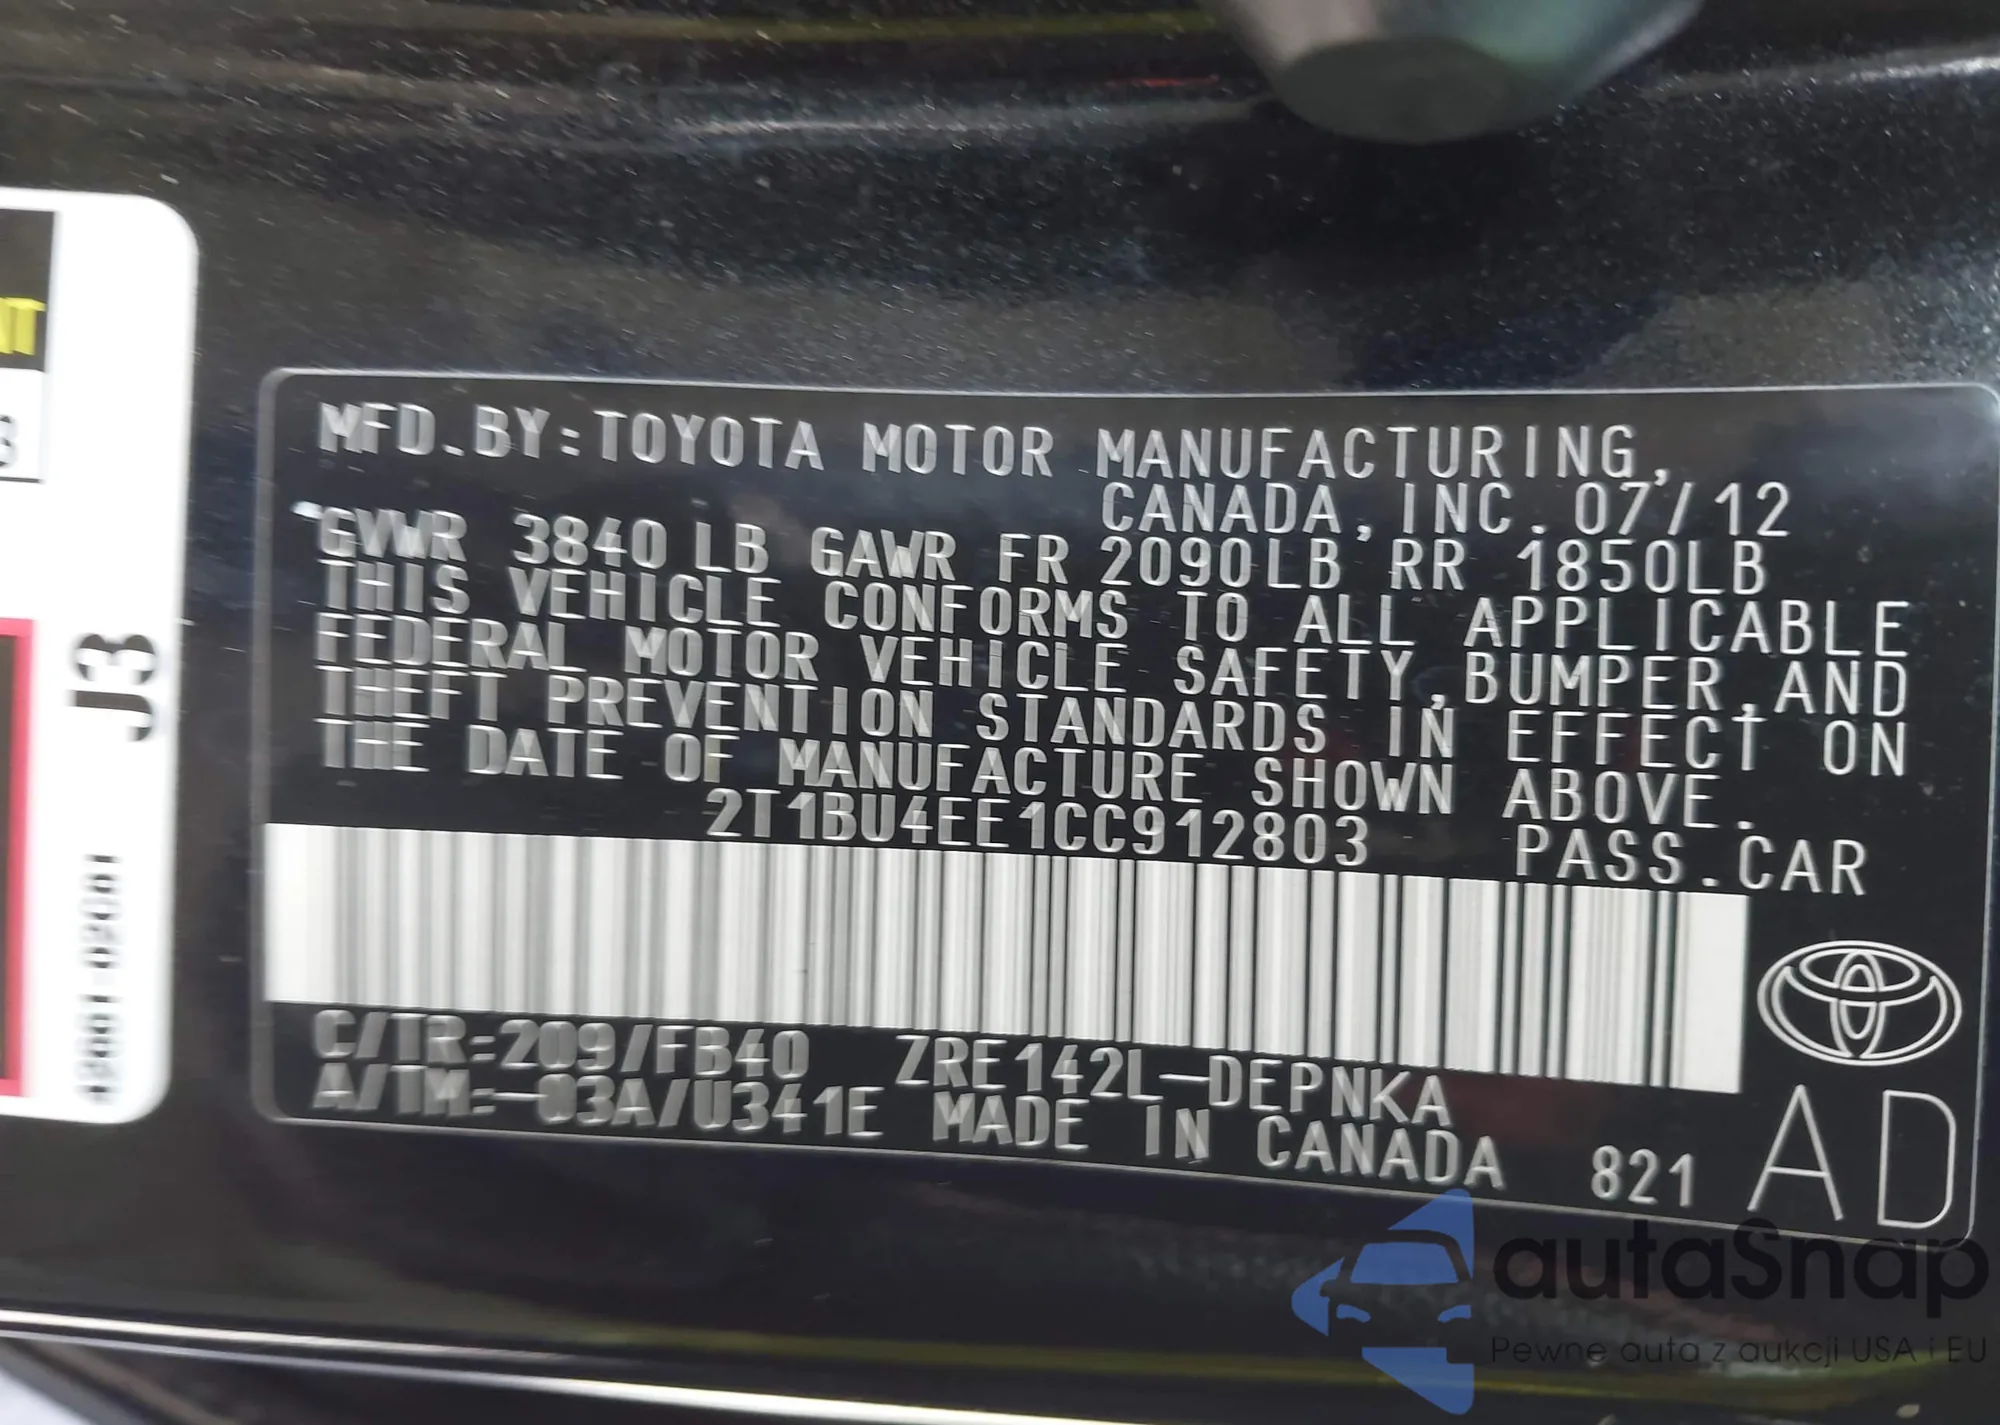 NT
3
J3
MFD.BY:TOYOTA MOTOR MANUFACTURING,
CANADA,INC. 07/12
GVWR 3840 LB GAWR FR 2090LB RR 1850LB
THIS VEHICLE CONFORMS TO ALL APPLICABLE
FEDERAL MOTOR VEHICLE SAFETY,BUMPER,AND
THEFT PREVENTION STANDARDS IN EFFECT ON
THE DATE OF MANUFACTURE SHOWN ABOVE.
2T1BU4EE1CC912803 PASS.CAR
C/TR:209/FB40 ZRE142L-DEPNKA
A/TM:-03A/U341E MADE IN CANADA 821
AD
autaSnap
Pewne auta z aukcji USA i EU